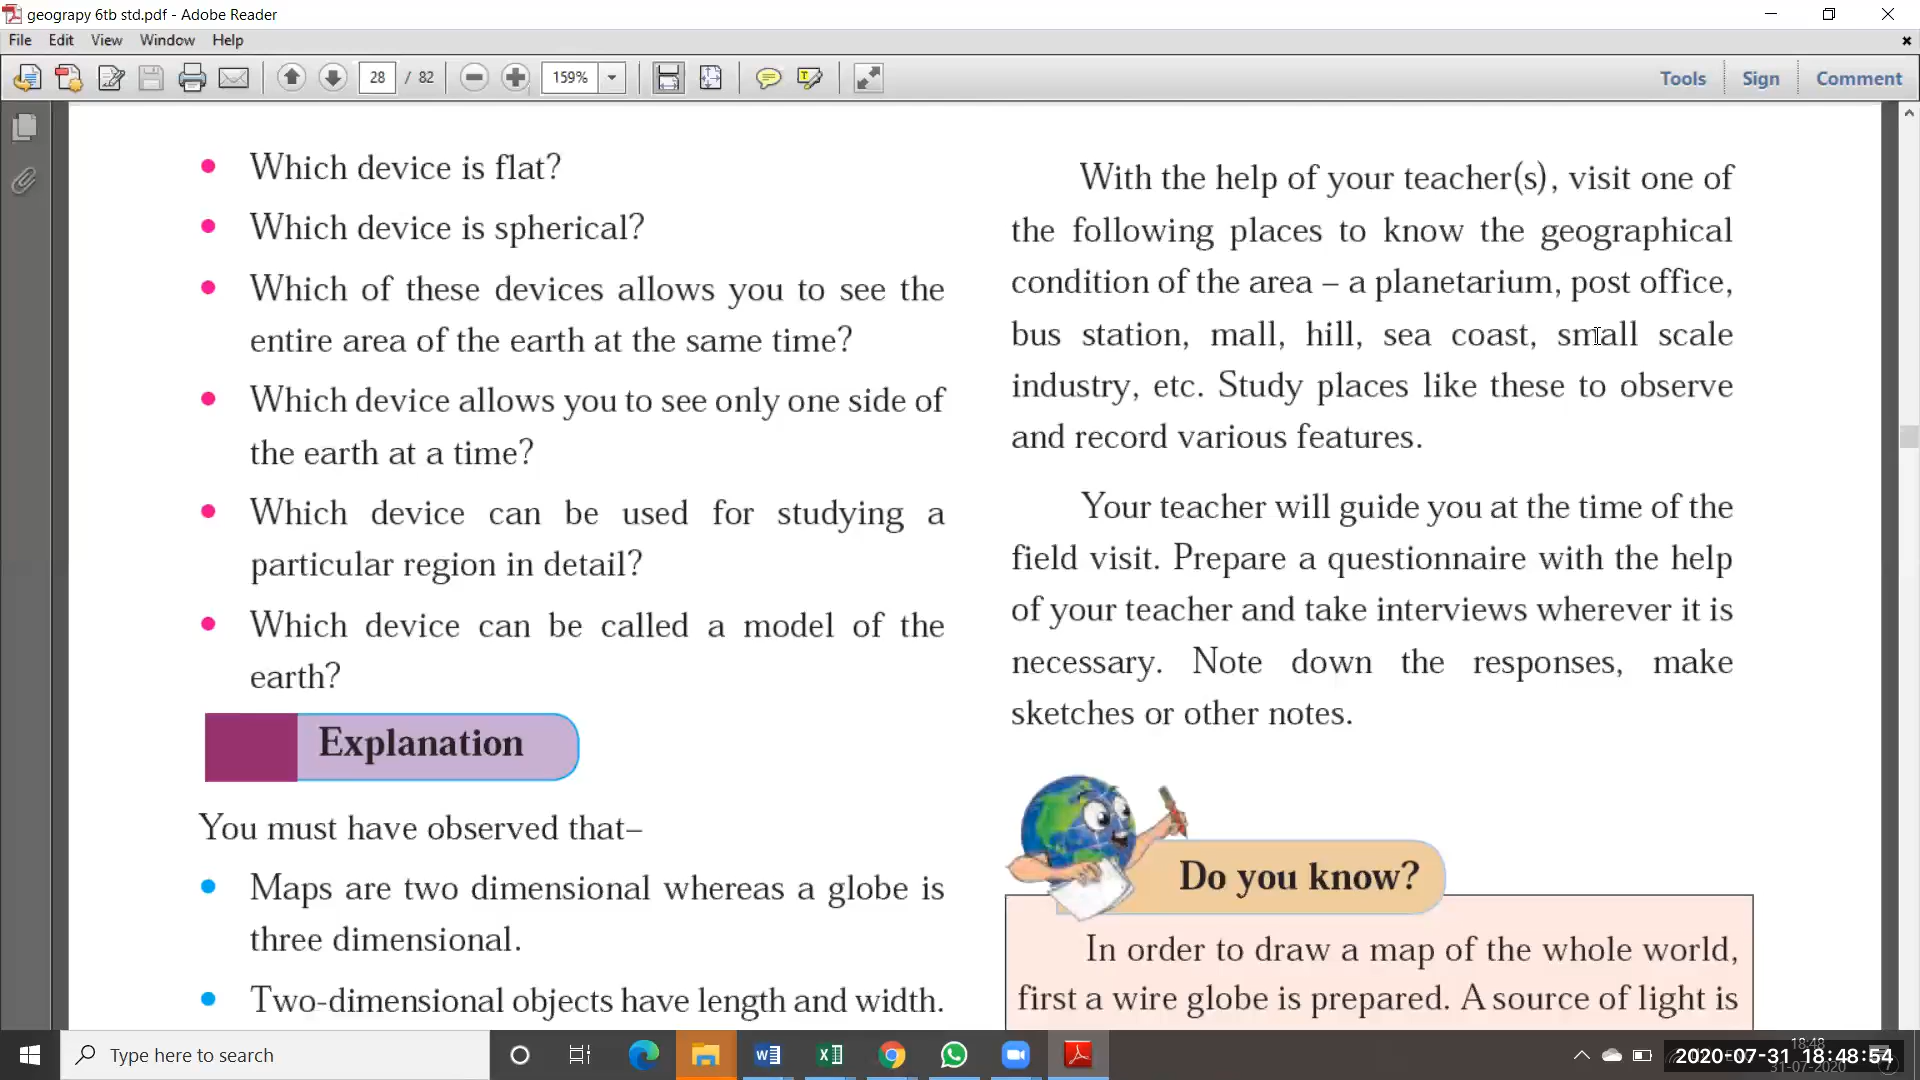 geograpy 6tb std.pdf - Adobe Reader
File Edit View Window Help
28 / 82 159% Tools Sign Comment
Which device is flat?
Which device is spherical?
Which of these devices allows you to see the
entire area of the earth at the same time?
Which device allows you to see only one side of
the earth at a time?
Which device can be used for studying a
particular region in detail?
Which device can be called a model of the
earth?
Explanation
You must have observed that–
Maps are two dimensional whereas a globe is
three dimensional.
Two-dimensional objects have length and width.
With the help of your teacher(s), visit one of
the following places to know the geographical
condition of the area – a planetarium, post office,
bus station, mall, hill, sea coast, small scale
industry, etc. Study places like these to observe
and record various features.
Your teacher will guide you at the time of the
field visit. Prepare a questionnaire with the help
of your teacher and take interviews wherever it is
necessary. Note down the responses, make
sketches or other notes.
Do you know?
In order to draw a map of the whole world,
first a wire globe is prepared. A source of light is
Type here to search
18:48
2020-07-31 18:48:54
31-07-2020